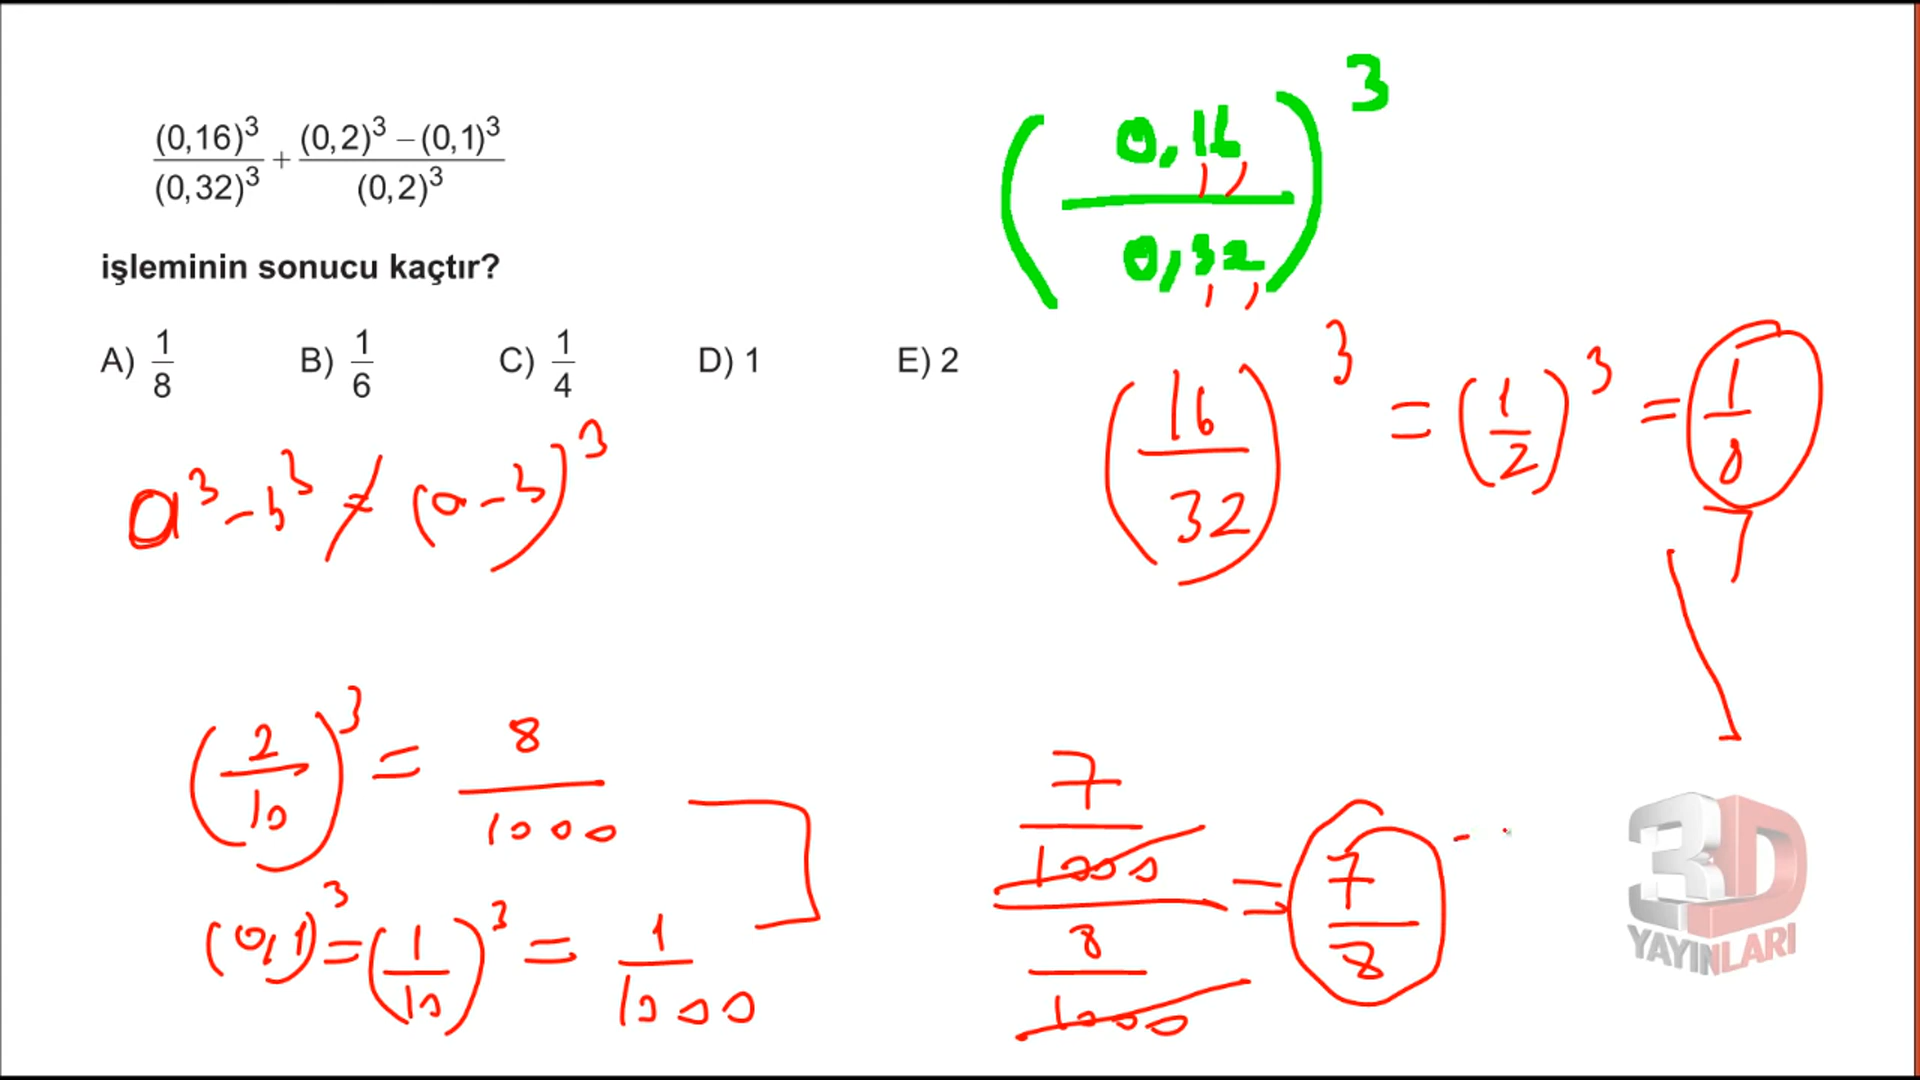 (0,16)³/(0,32)³ + ((0,2)³ – (0,1)³)/(0,2)³
işleminin sonucu kaçtır?
A) 1/8 B) 1/6 C) 1/4 D) 1 E) 2
(0,16/0,32)³
(16/32)³ = (1/2)³ = 1/8
a³ - b³ ≠ (a - b)³
(2/10)³ = 8/1000
(0,1)³ = (1/10)³ = 1/1000
7/1000 / 8/1000 = 7/8
3D
YAYINLARI